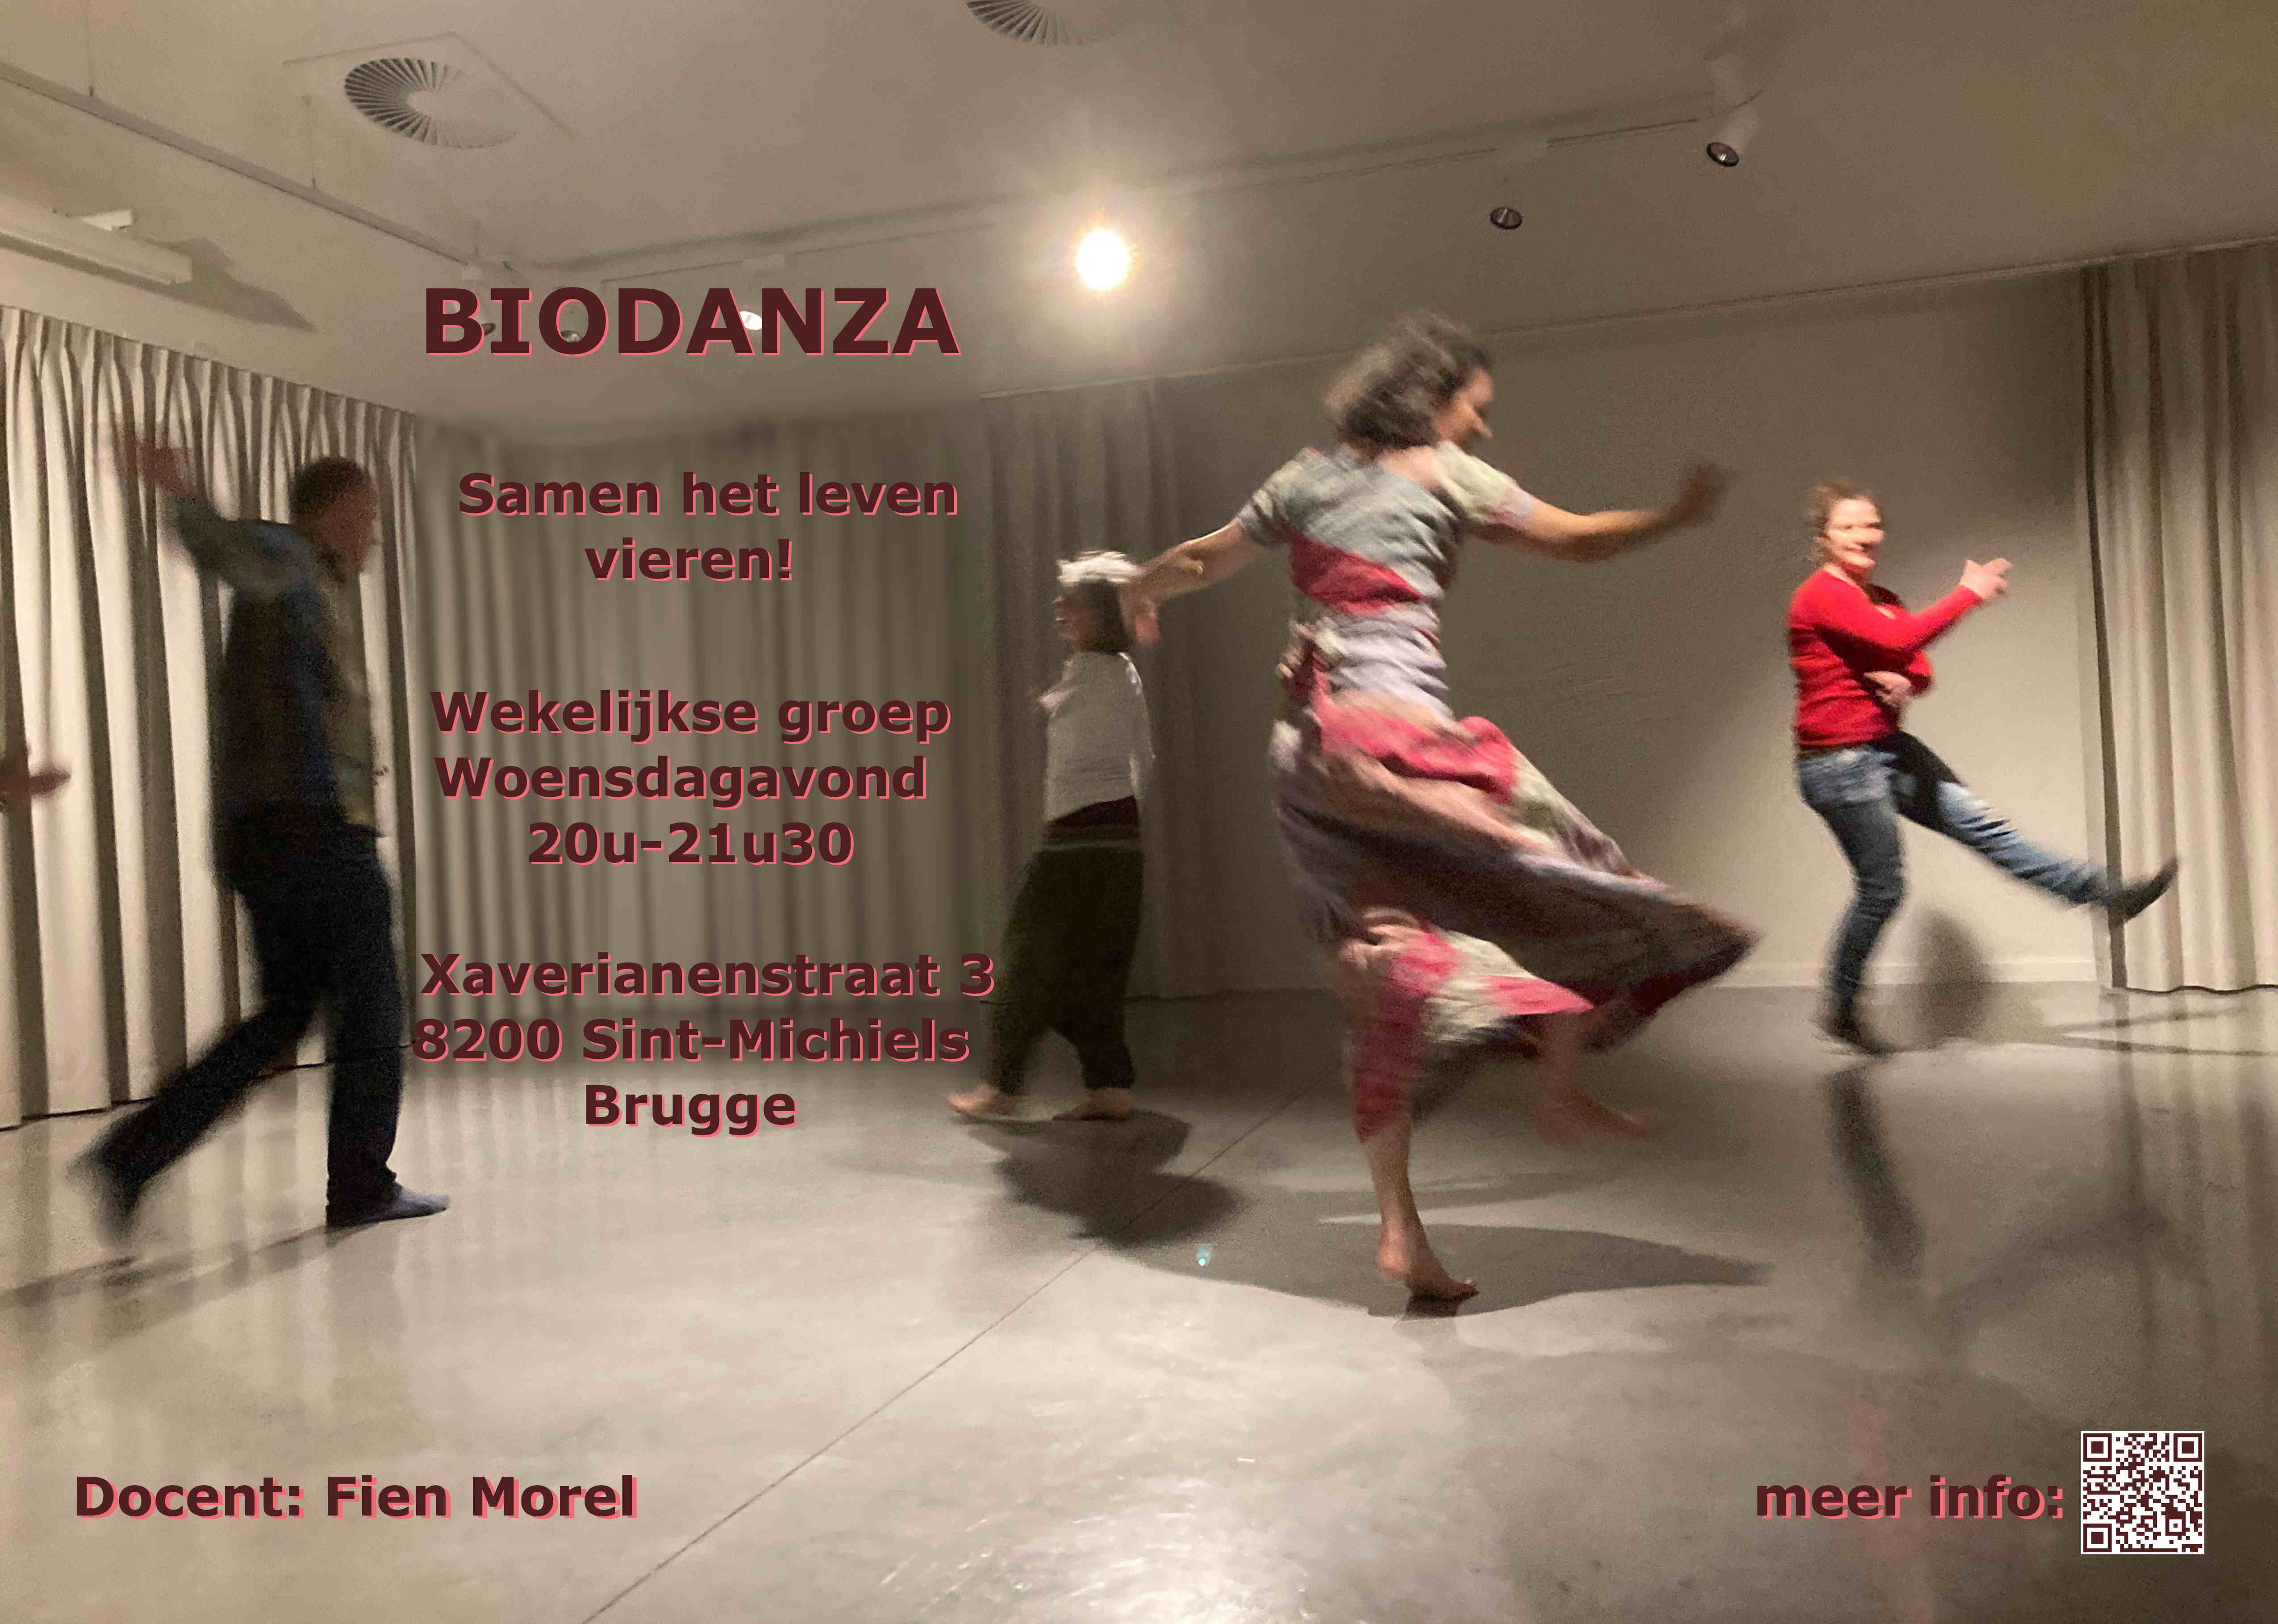 BIODANZA
Samen het leven
vieren!
Wekelijkse groep
Woensdagavond
20u-21u30
Xaverianenstraat 3
8200 Sint-Michiels
Brugge
Docent: Fien Morel
meer info: